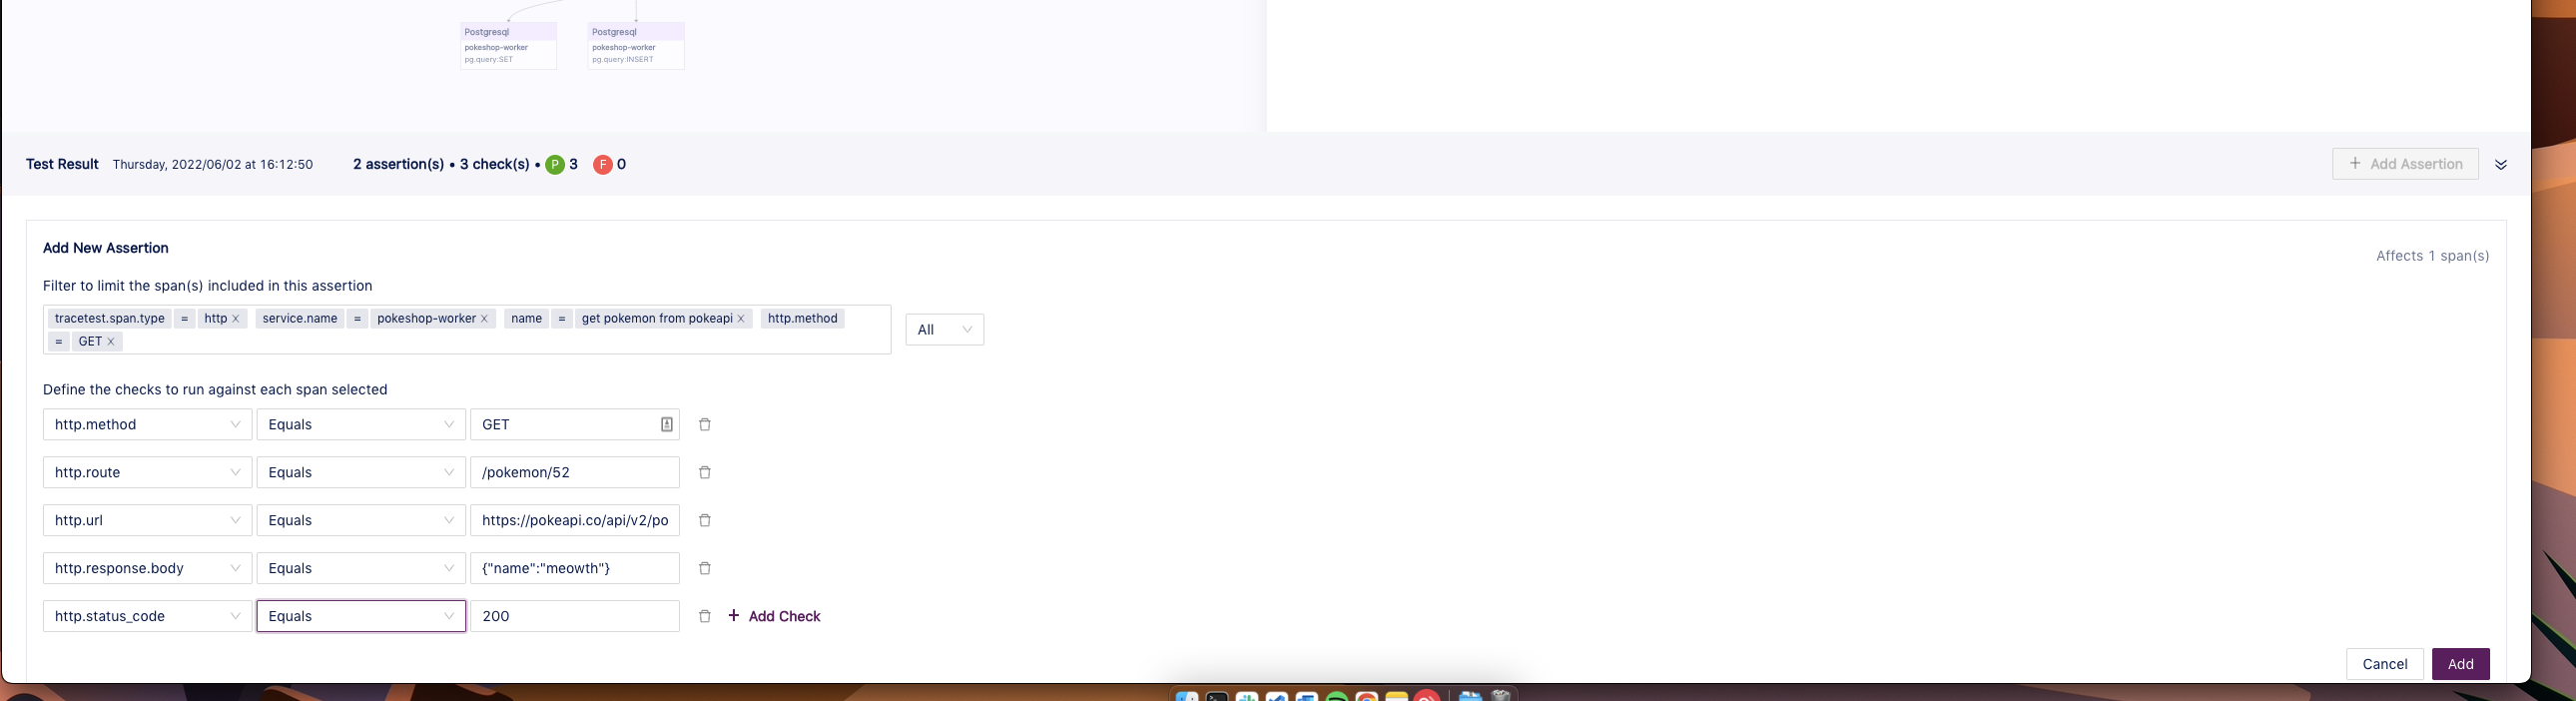 Postgresql
pokeshop-worker
pg.query:SET
Postgresql
pokeshop-worker
pg.query:INSERT
Test Result Thursday, 2022/06/02 at 16:12:50 2 assertion(s) • 3 check(s) • P 3 F 0
+ Add Assertion
Add New Assertion
Affects 1 span(s)
Filter to limit the span(s) included in this assertion
tracetest.span.type = http × service.name = pokeshop-worker × name = get pokemon from pokeapi × http.method
= GET ×
All
Define the checks to run against each span selected
http.method Equals GET
http.route Equals /pokemon/52
http.url Equals https://pokeapi.co/api/v2/po
http.response.body Equals {"name":"meowth"}
http.status_code Equals 200 + Add Check
Cancel Add